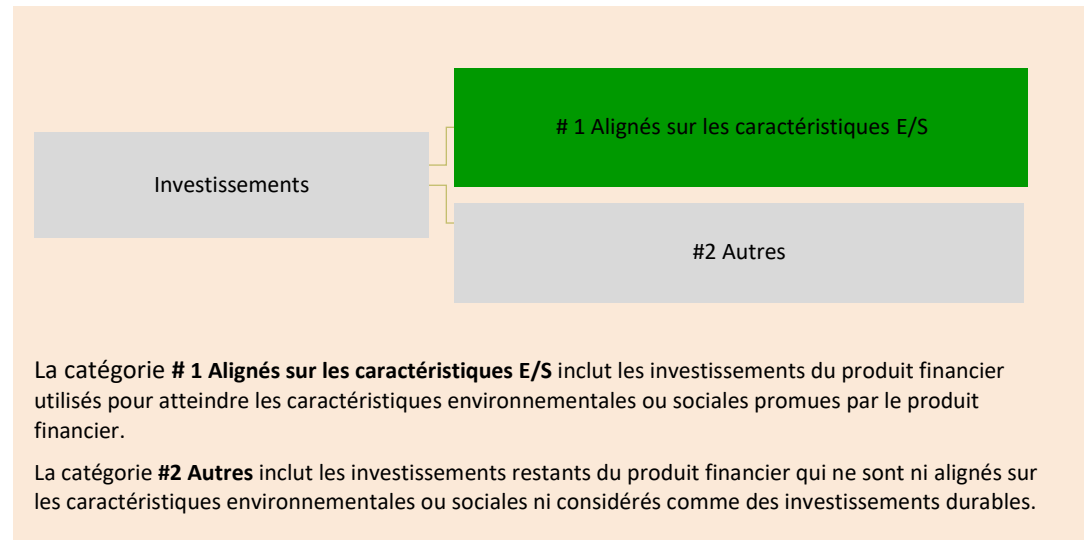 # 1 Alignés sur les caractéristiques E/S
Investissements
#2 Autres
La catégorie # 1 Alignés sur les caractéristiques E/S inclut les investissements du produit financier
utilisés pour atteindre les caractéristiques environnementales ou sociales promues par le produit
financier.
La catégorie #2 Autres inclut les investissements restants du produit financier qui ne sont ni alignés sur
les caractéristiques environnementales ou sociales ni considérés comme des investissements durables.